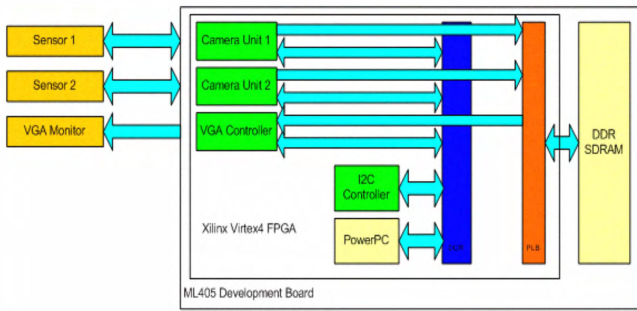 Sensor 1
Camera Unit 1
Sensor 2
Camera Unit 2
VGA Monitor
VGA Controller
DDR
SDRAM
I2C
Controller
Xilinx Virtex4 FPGA
PowerPC
PLB
ML405 Development Board